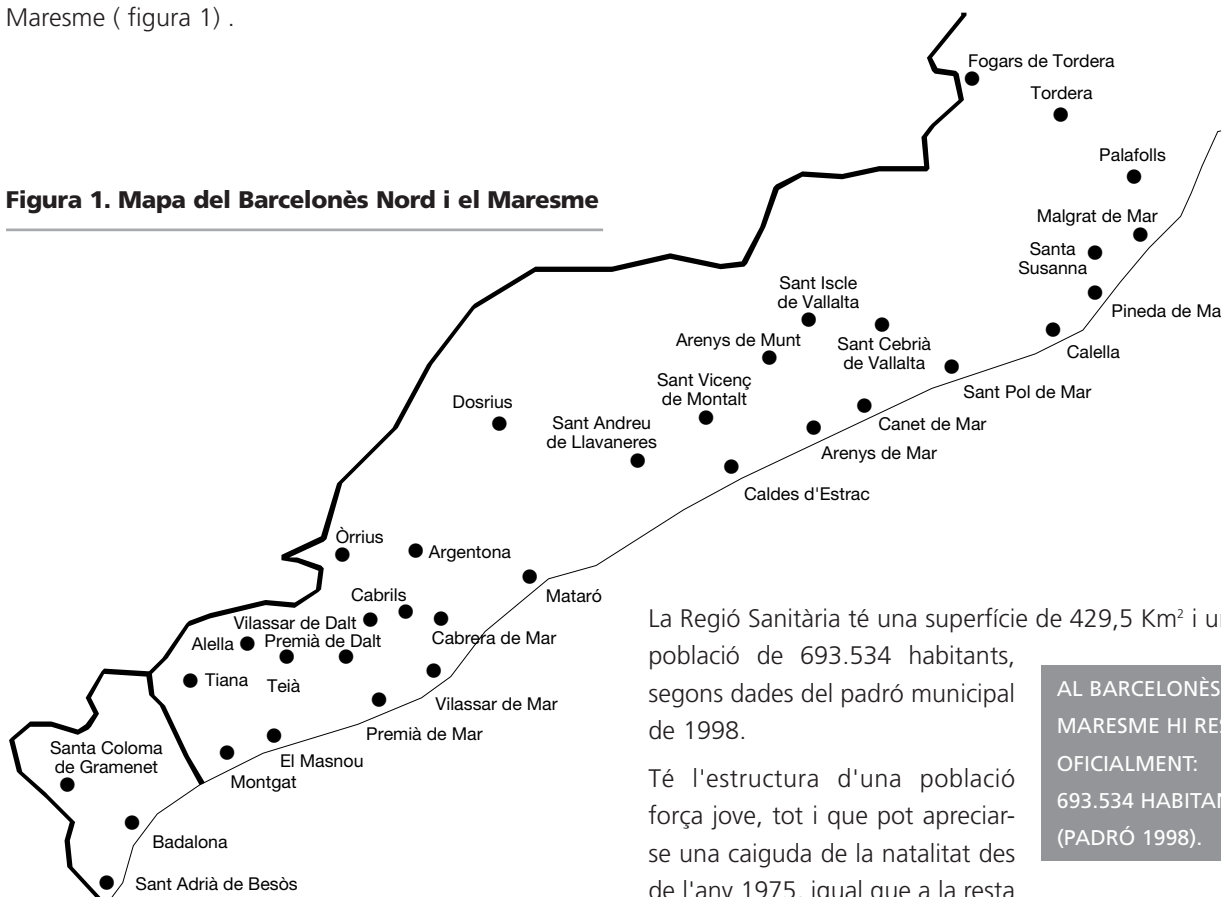 Maresme ( figura 1) .
Figura 1. Mapa del Barcelonès Nord i el Maresme
Fogars de Tordera
Tordera
Palafolls
Malgrat de Mar
Santa
Susanna
Pineda de Ma
Calella
Sant Iscle
de Vallalta
Arenys de Munt
Sant Cebrià
de Vallalta
Sant Pol de Mar
Sant Vicenç
de Montalt
Canet de Mar
Dosrius
Sant Andreu
de Llavaneres
Arenys de Mar
Caldes d'Estrac
Òrrius
Argentona
Mataró
Cabrils
Vilassar de Dalt
Cabrera de Mar
Alella
Premià de Dalt
Tiana
Teià
Vilassar de Mar
Premià de Mar
El Masnou
Montgat
Santa Coloma
de Gramenet
Badalona
Sant Adrià de Besòs
La Regió Sanitària té una superfície de 429,5 Km² i
població de 693.534 habitants,
segons dades del padró municipal
de 1998.
Té l'estructura d'una població
força jove, tot i que pot apreciar-
se una caiguda de la natalitat des
de l'any 1975, igual que a la resta
AL BARCELONÈS
MARESME HI RES
OFICIALMENT:
693.534 HABITAN
(PADRÓ 1998).